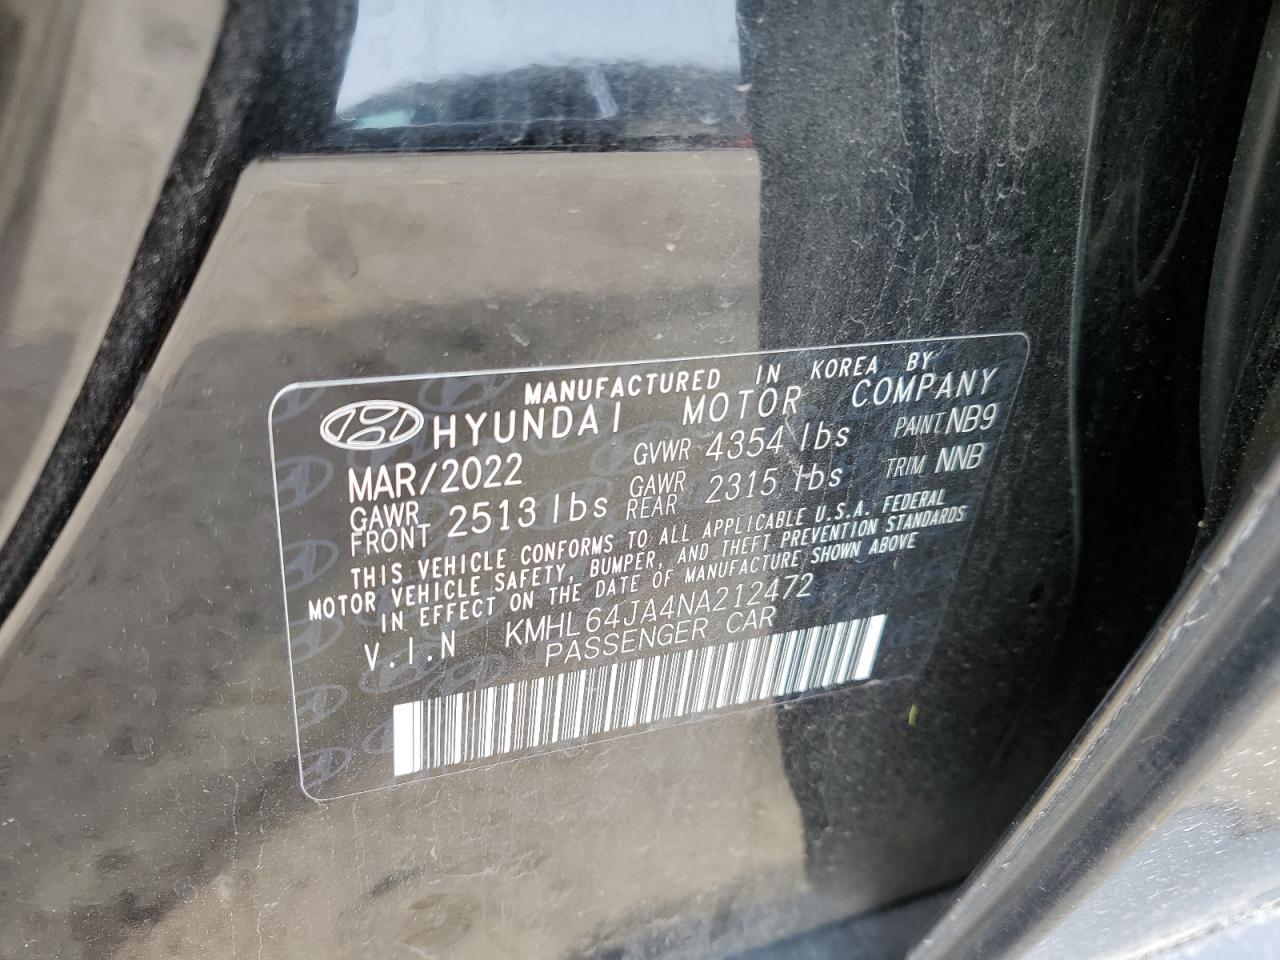 MANUFACTURED IN KOREA BY
HYUNDAI MOTOR COMPANY
MAR/2022 GVWR 4354 lbs PAINT NB9
GAWR FRONT 2513 lbs GAWR REAR 2315 lbs TRIM NNB
THIS VEHICLE CONFORMS TO ALL APPLICABLE U.S.A. FEDERAL
MOTOR VEHICLE SAFETY, BUMPER, AND THEFT PREVENTION STANDARDS
IN EFFECT ON THE DATE OF MANUFACTURE SHOWN ABOVE
V.I.N KMHL64JA4NA212472
PASSENGER CAR